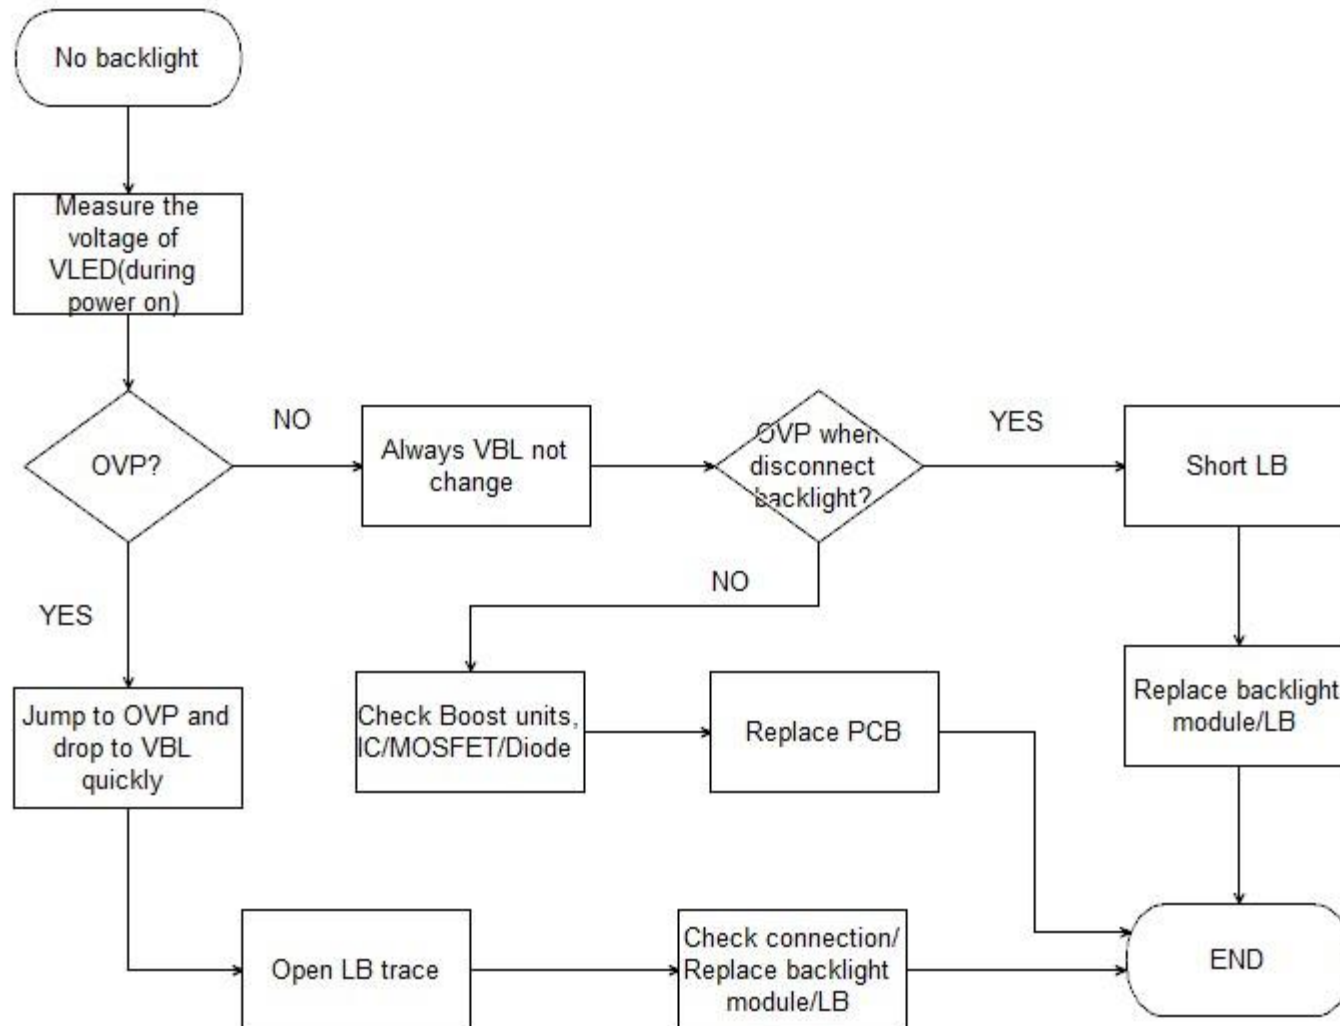 No backlight
Measure the
voltage of
VLED(during
power on)
OVP?
NO
Always VBL not
change
OVP when
disconnect
backlight?
YES
Short LB
NO
YES
Jump to OVP and
drop to VBL
quickly
Check Boost units,
IC/MOSFET/Diode
Replace PCB
Replace backlight
module/LB
Open LB trace
Check connection/
Replace backlight
module/LB
END